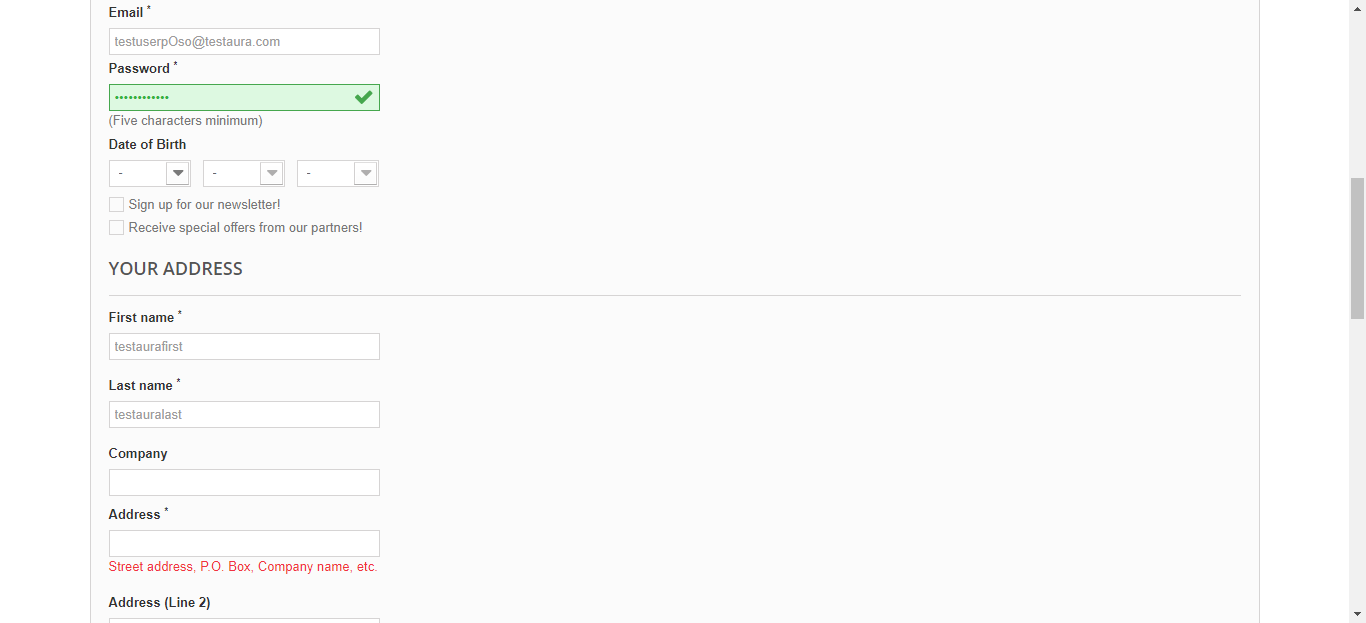 Email *
testuserpOso@testaura.com
Password *
••••••••••••
(Five characters minimum)
Date of Birth
- - -
Sign up for our newsletter!
Receive special offers from our partners!
YOUR ADDRESS
First name *
testaurafirst
Last name *
testauralast
Company
Address *
Street address, P.O. Box, Company name, etc.
Address (Line 2)